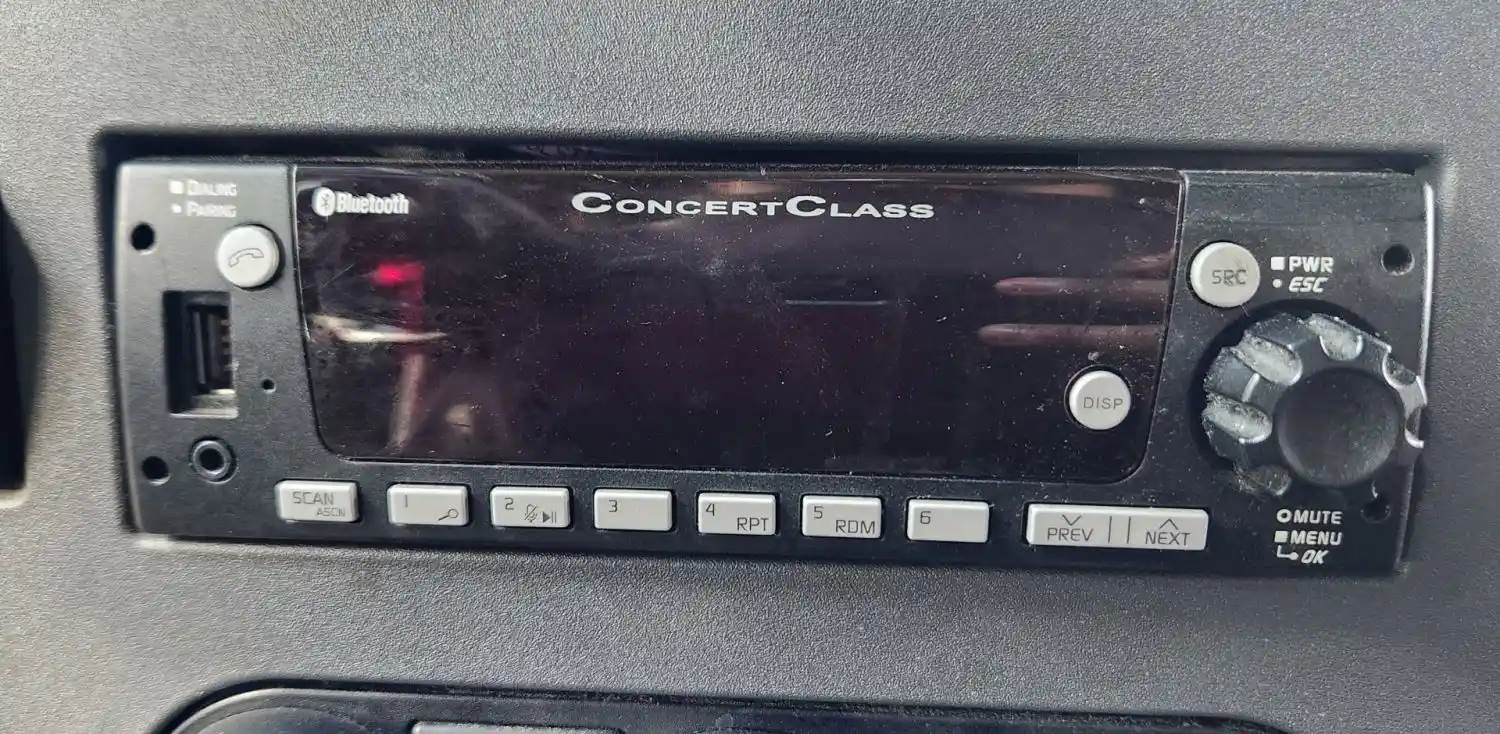 DIALING
PAIRING
Bluetooth
CONCERTCLASS
SRC
PWR
ESC
DISP
SCAN
ASCN
1
2
3
4
RPT
5
RDM
6
PREV
NEXT
MUTE
MENU
OK